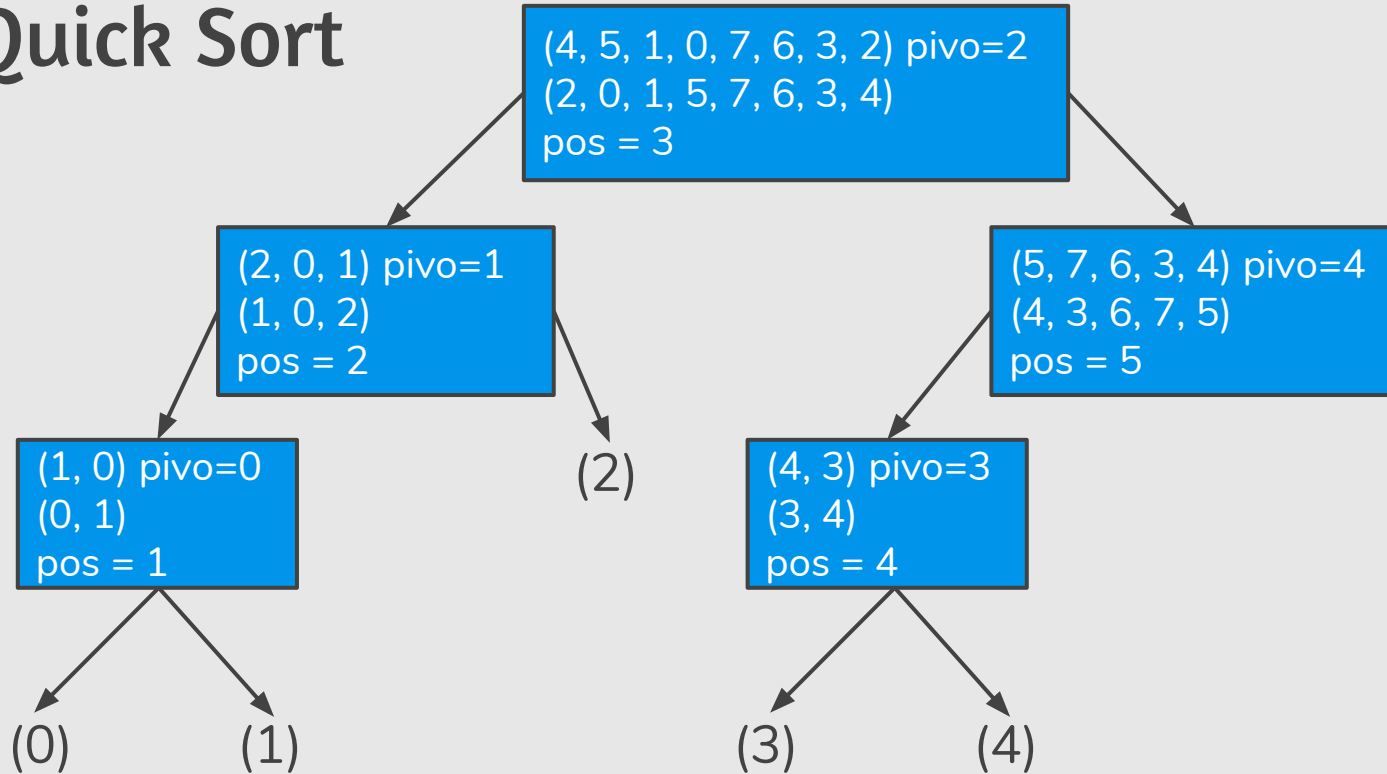 Quick Sort
(4, 5, 1, 0, 7, 6, 3, 2) pivo=2
(2, 0, 1, 5, 7, 6, 3, 4)
pos = 3
(2, 0, 1) pivo=1
(1, 0, 2)
pos = 2
(5, 7, 6, 3, 4) pivo=4
(4, 3, 6, 7, 5)
pos = 5
(1, 0) pivo=0
(0, 1)
pos = 1
(2)
(4, 3) pivo=3
(3, 4)
pos = 4
(0)
(1)
(3)
(4)